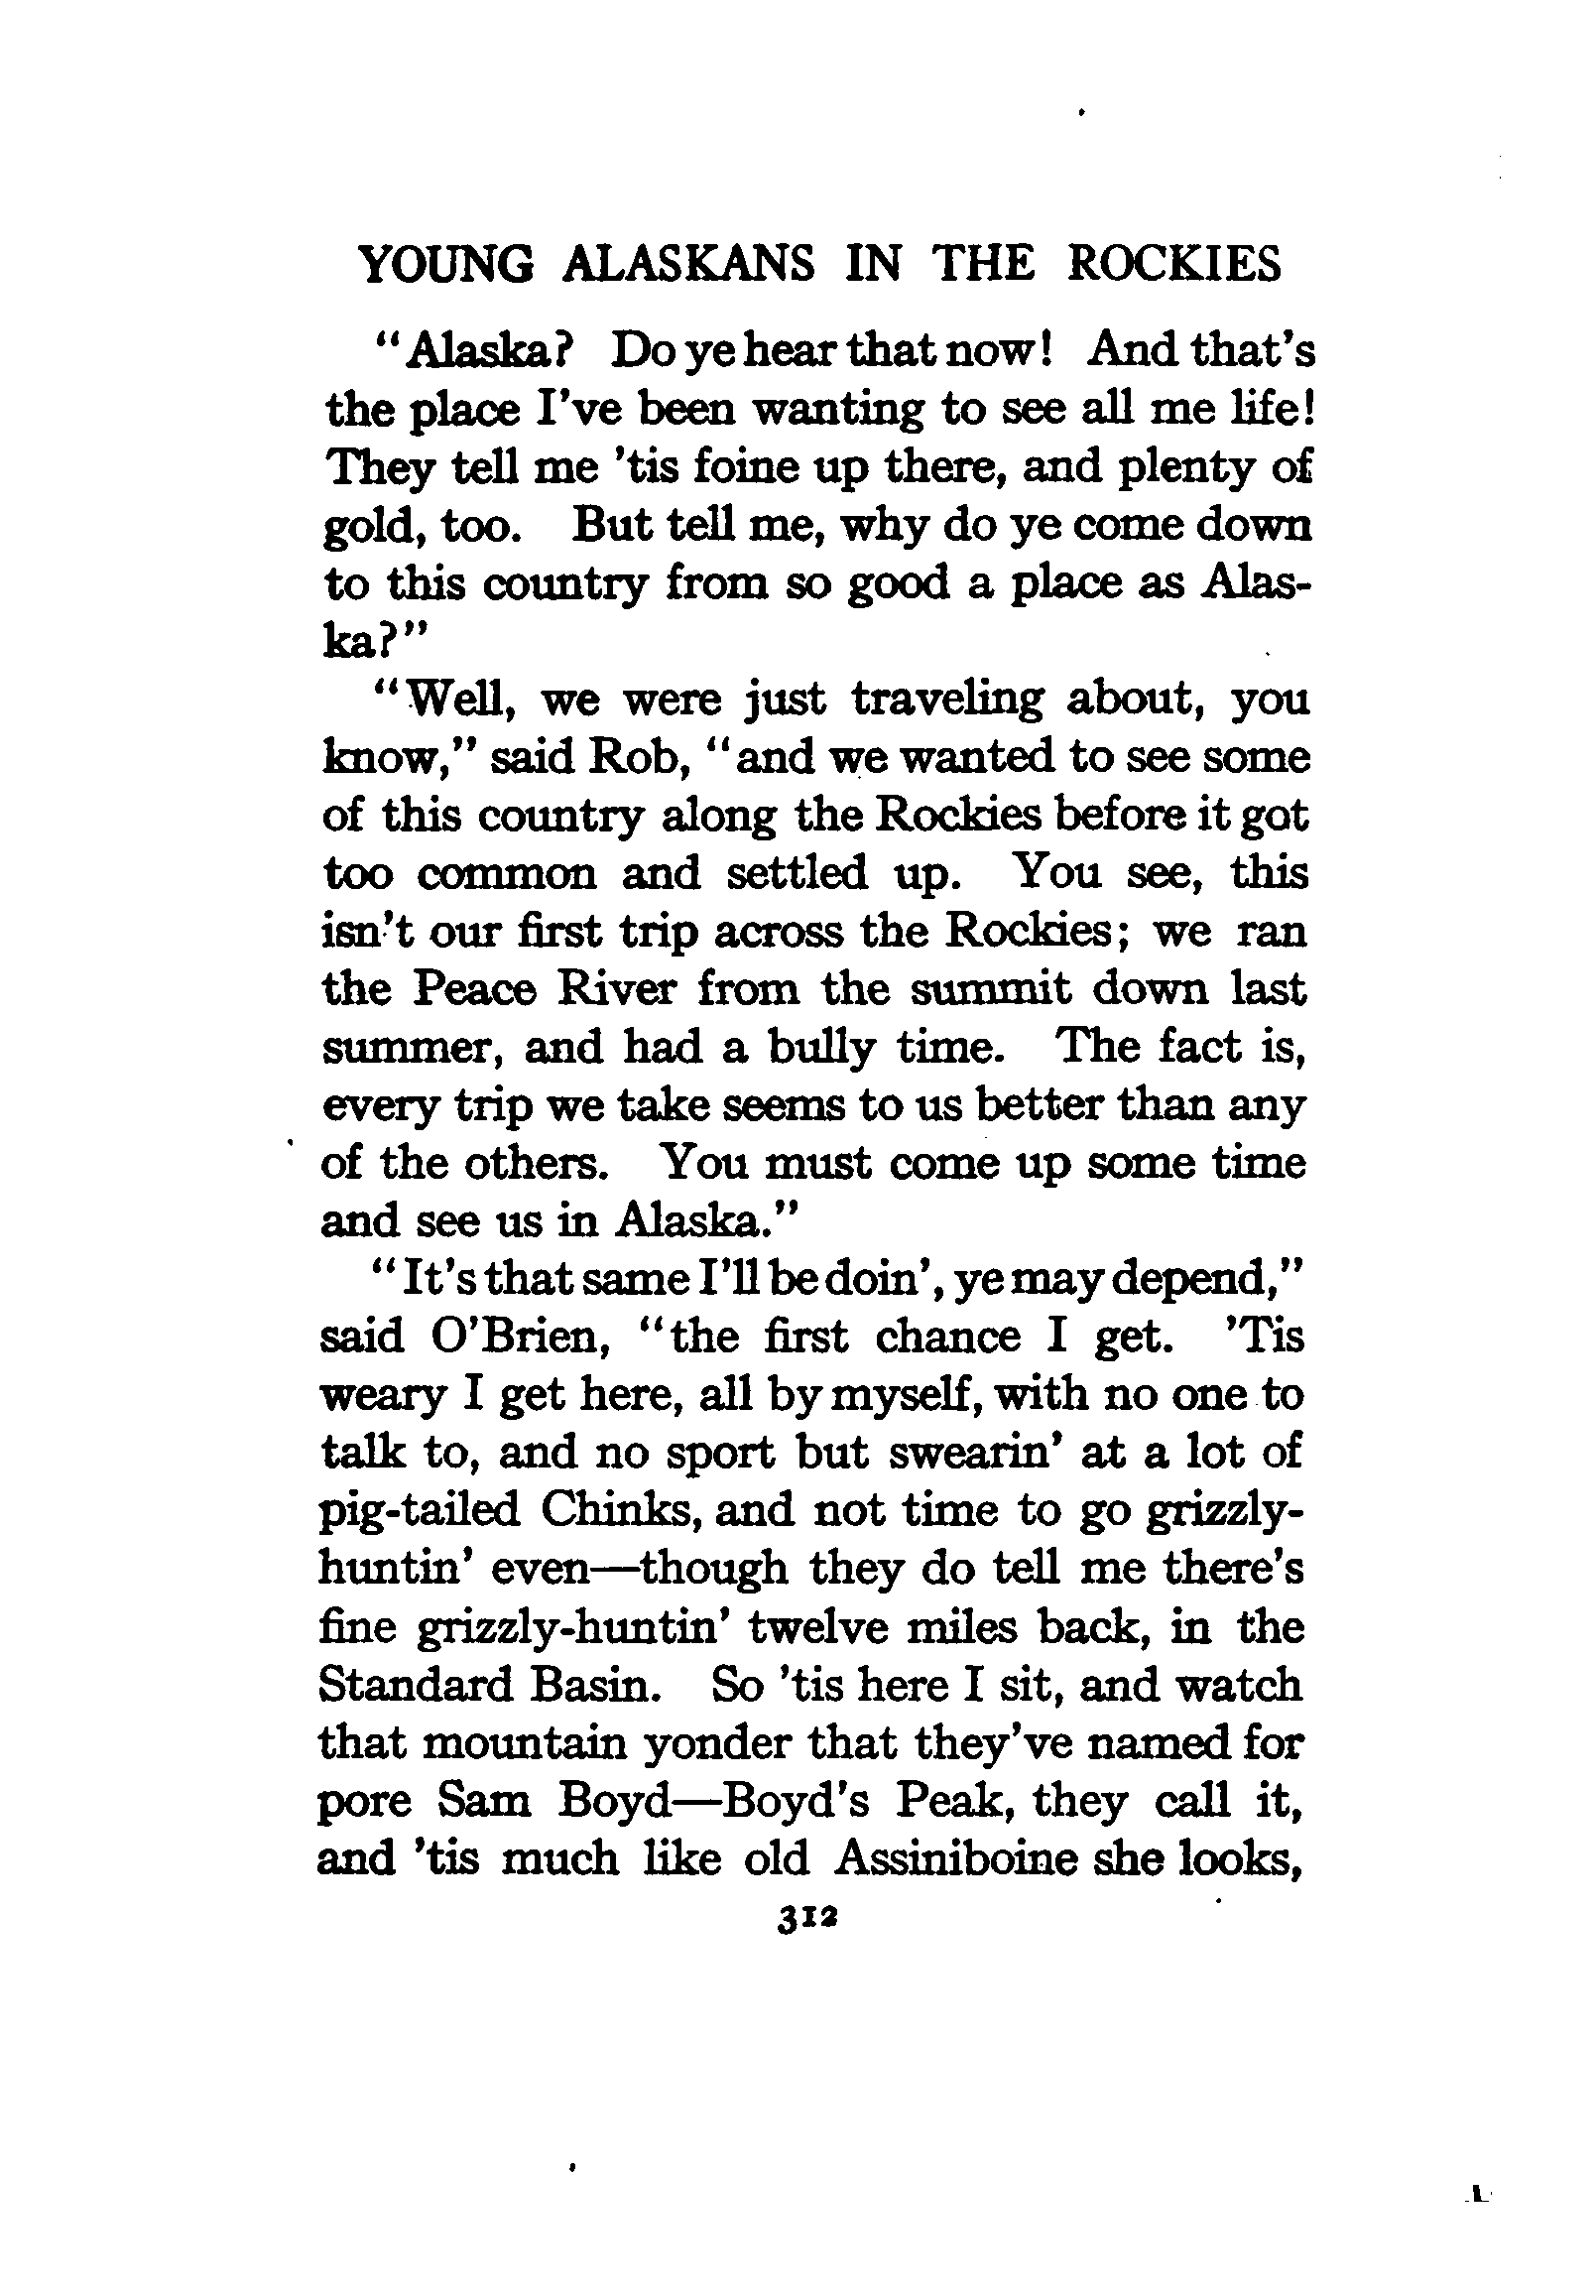 YOUNG ALASKANS IN THE ROCKIES
"Alaska? Do ye hear that now! And that's
the place I've been wanting to see all me life!
They tell me 'tis foine up there, and plenty of
gold, too. But tell me, why do ye come down
to this country from so good a place as Alas-
ka?"
"Well, we were just traveling about, you
know," said Rob, "and we wanted to see some
of this country along the Rockies before it got
too common and settled up. You see, this
isn't our first trip across the Rockies; we ran
the Peace River from the summit down last
summer, and had a bully time. The fact is,
every trip we take seems to us better than any
of the others. You must come up some time
and see us in Alaska."
"It's that same I'll be doin', ye may depend,"
said O'Brien, "the first chance I get. 'Tis
weary I get here, all by myself, with no one to
talk to, and no sport but swearin' at a lot of
pig-tailed Chinks, and not time to go grizzly-
huntin' even—though they do tell me there's
fine grizzly-huntin' twelve miles back, in the
Standard Basin. So 'tis here I sit, and watch
that mountain yonder that they've named for
pore Sam Boyd—Boyd's Peak, they call it,
and 'tis much like old Assiniboine she looks,
312